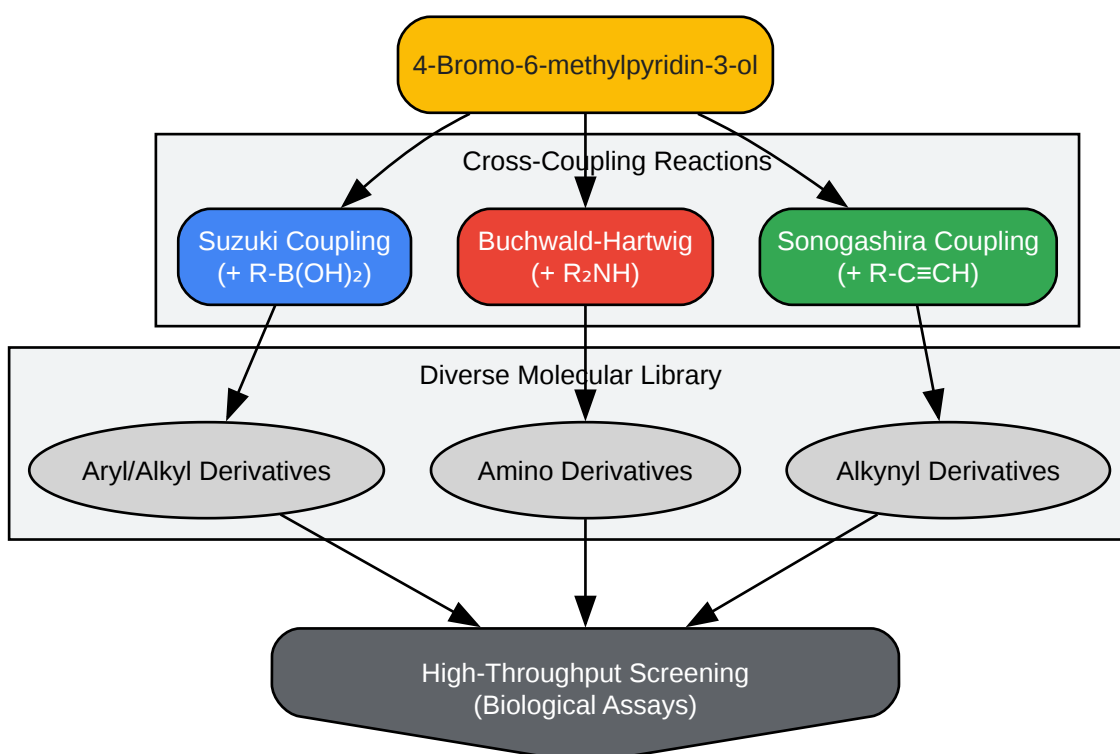 4-Bromo-6-methylpyridin-3-ol
Cross-Coupling Reactions
Suzuki Coupling
(+ R-B(OH)₂)
Buchwald-Hartwig
(+ R₂NH)
Sonogashira Coupling
(+ R-C≡CH)
Diverse Molecular Library
Aryl/Alkyl Derivatives
Amino Derivatives
Alkynyl Derivatives
High-Throughput Screening
(Biological Assays)